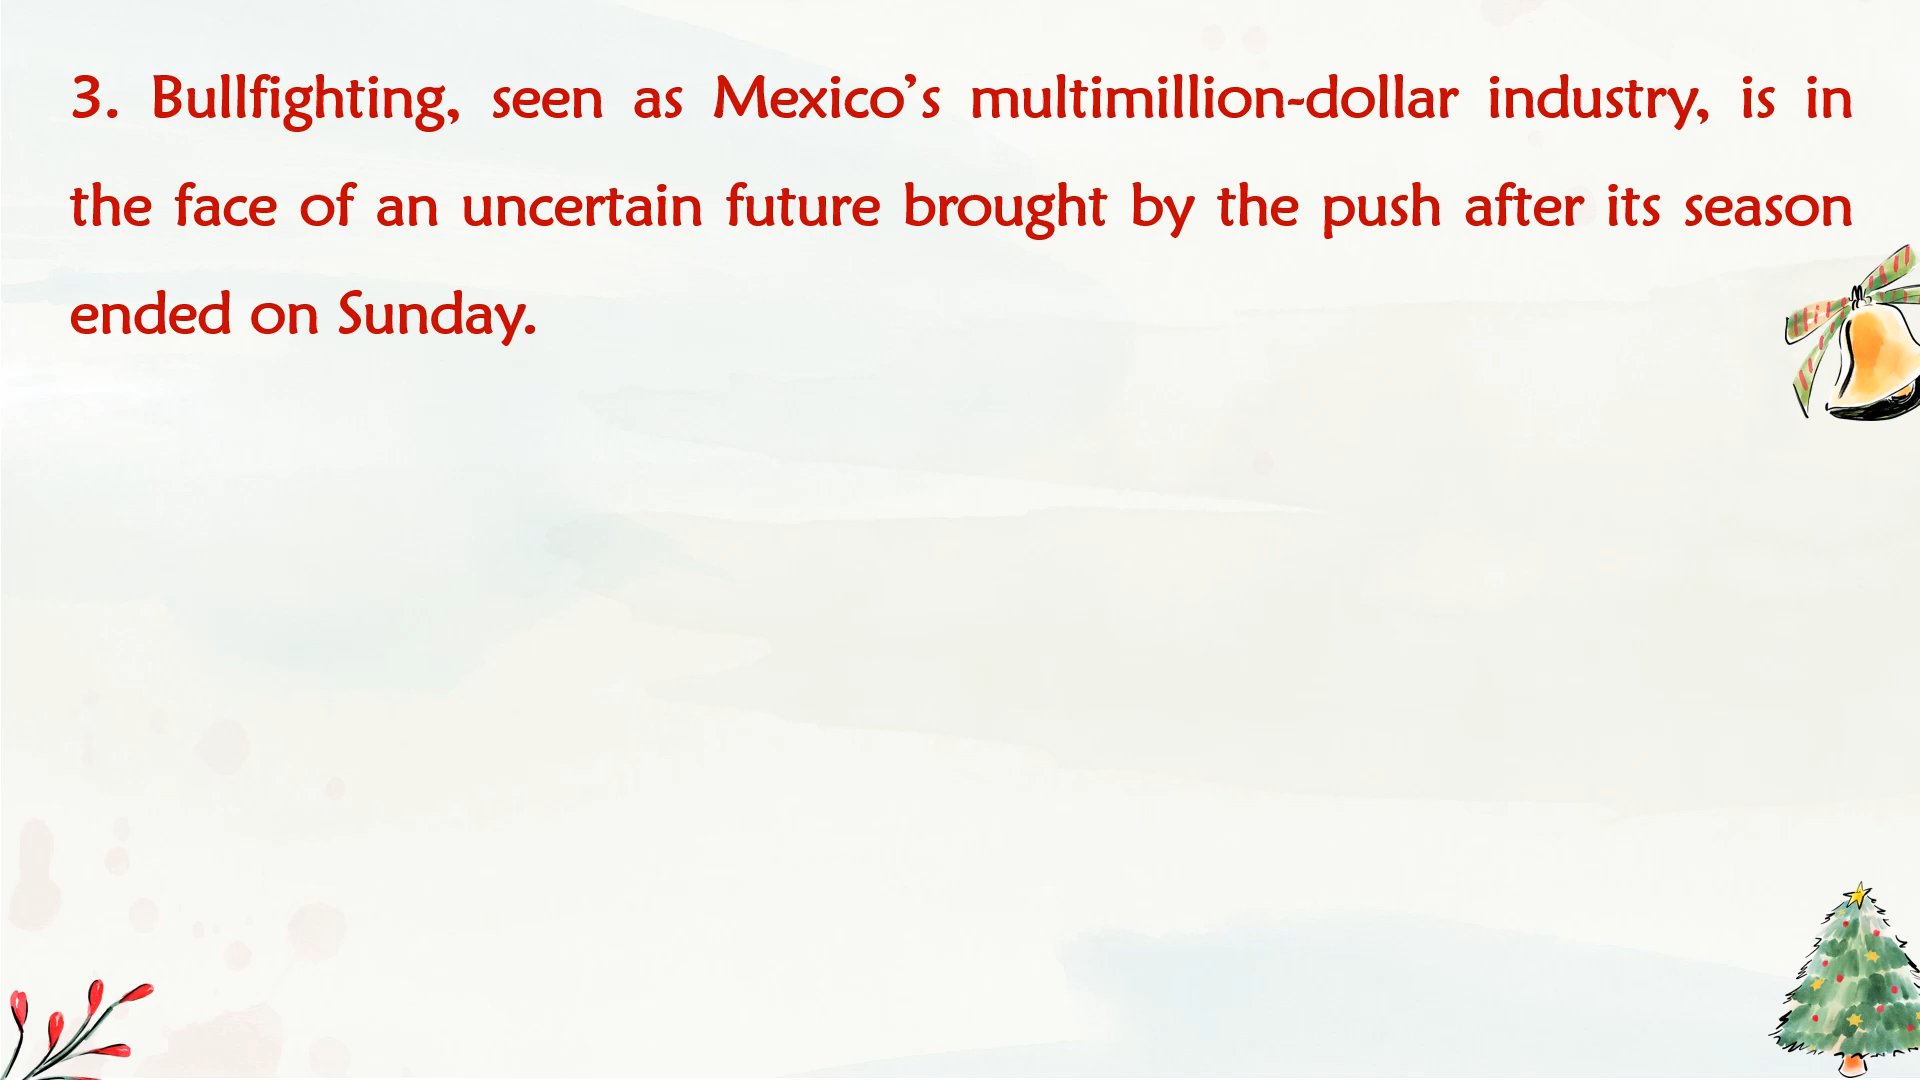 3. Bullfighting, seen as Mexico’s multimillion-dollar industry, is in
the face of an uncertain future brought by the push after its season
ended on Sunday.